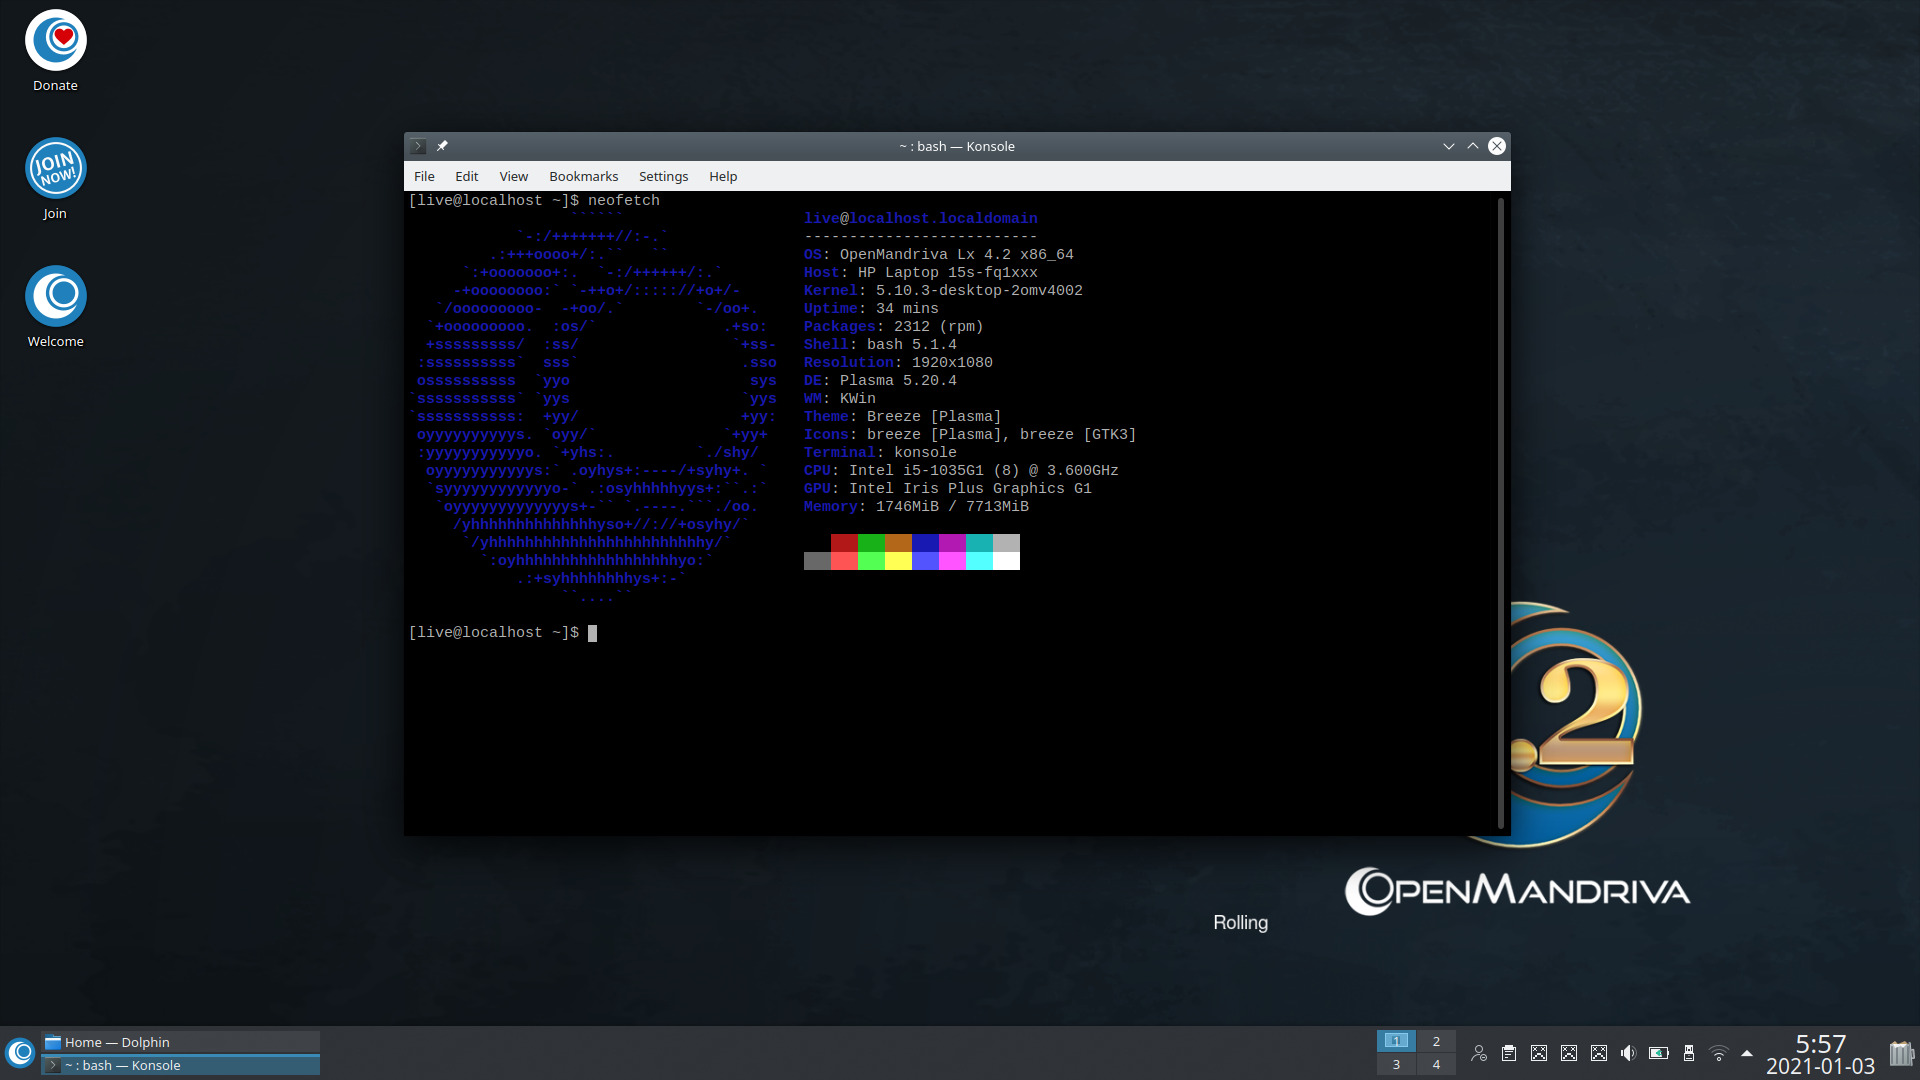 Donate
JOIN
NOW!
Join
Welcome
~ : bash — Konsole
File Edit View Bookmarks Settings Help
[live@localhost ~]$ neofetch
live@localhost.localdomain
--------------------------
OS: OpenMandriva Lx 4.2 x86_64
Host: HP Laptop 15s-fq1xxx
Kernel: 5.10.3-desktop-2omv4002
Uptime: 34 mins
Packages: 2312 (rpm)
Shell: bash 5.1.4
Resolution: 1920x1080
DE: Plasma 5.20.4
WM: KWin
Theme: Breeze [Plasma]
Icons: breeze [Plasma], breeze [GTK3]
Terminal: konsole
CPU: Intel i5-1035G1 (8) @ 3.600GHz
GPU: Intel Iris Plus Graphics G1
Memory: 1746MiB / 7713MiB
[live@localhost ~]$
.2
OPENMANDRIVA
Rolling
Home — Dolphin
~ : bash — Konsole
1 2
3 4
5:57
2021-01-03